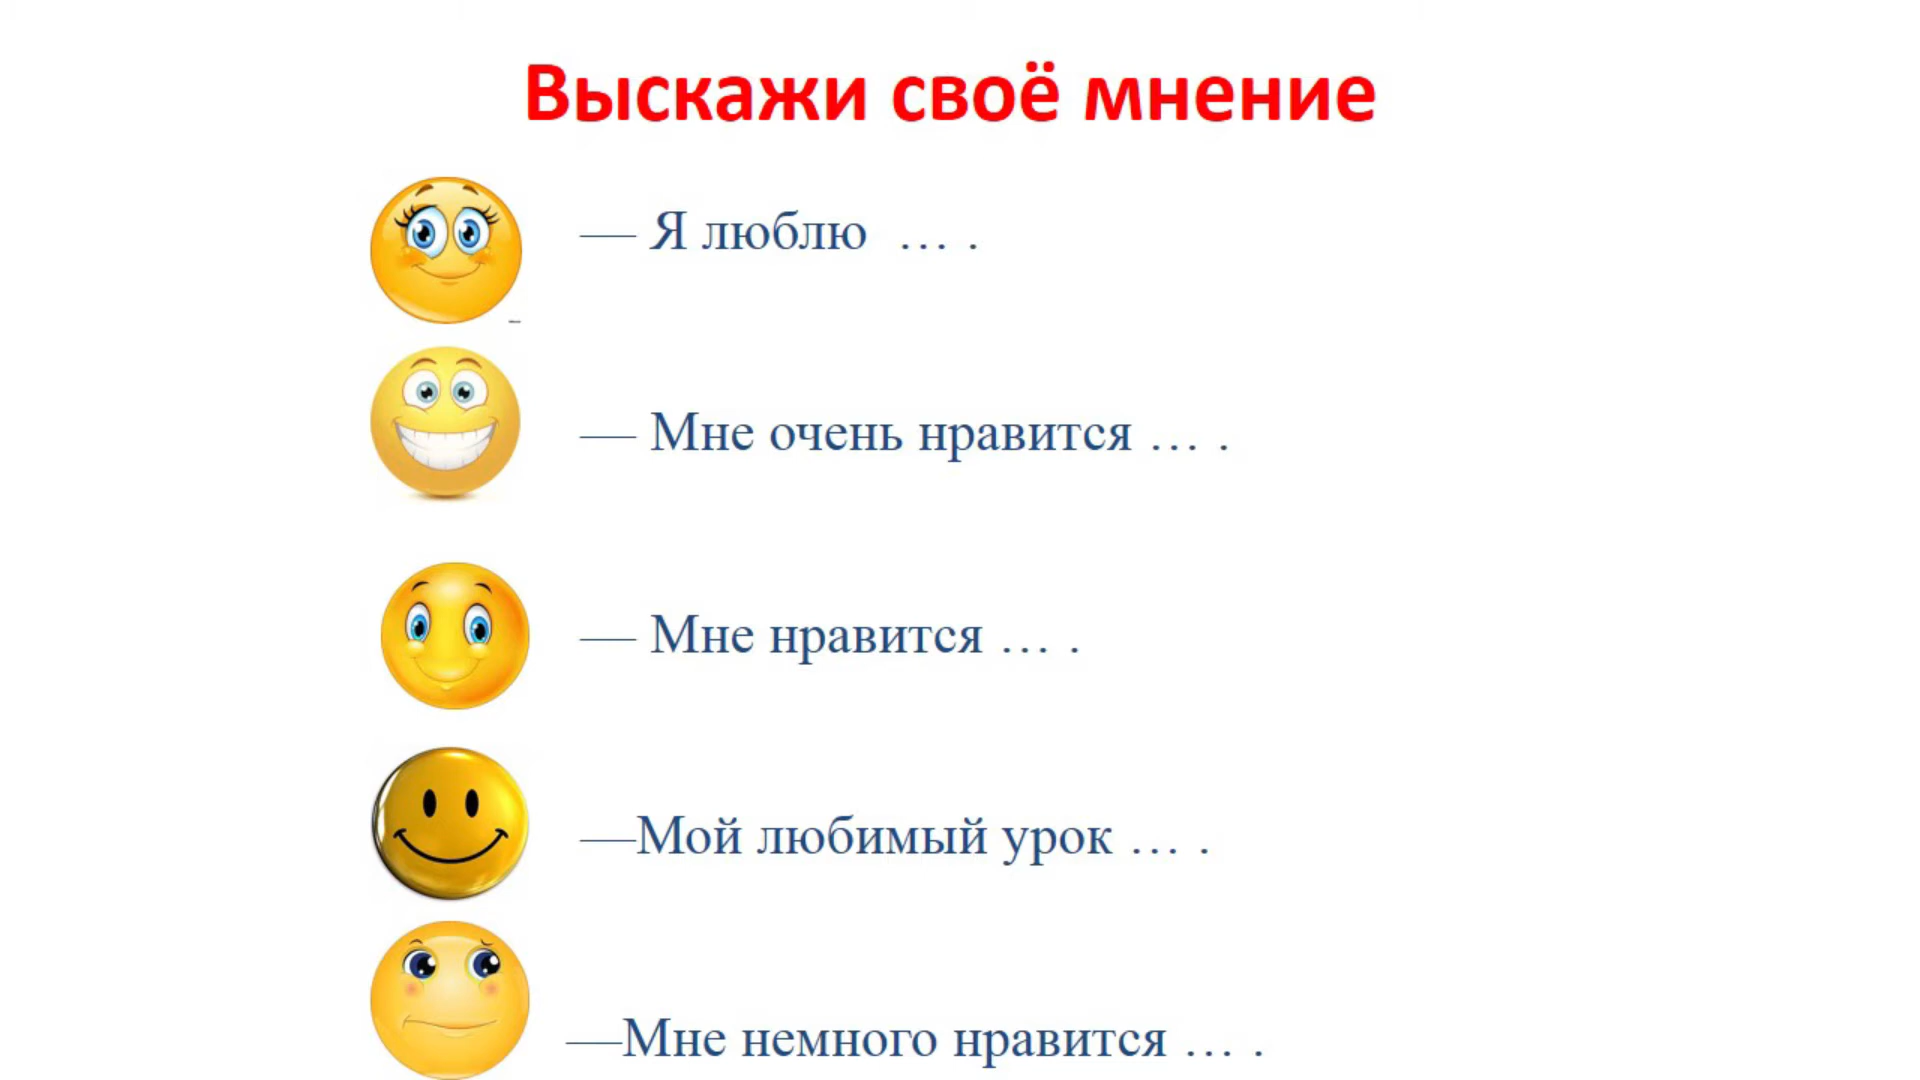 Выскажи своё мнение
— Я люблю … .
— Мне очень нравится … .
— Мне нравится … .
—Мой любимый урок … .
—Мне немного нравится … .